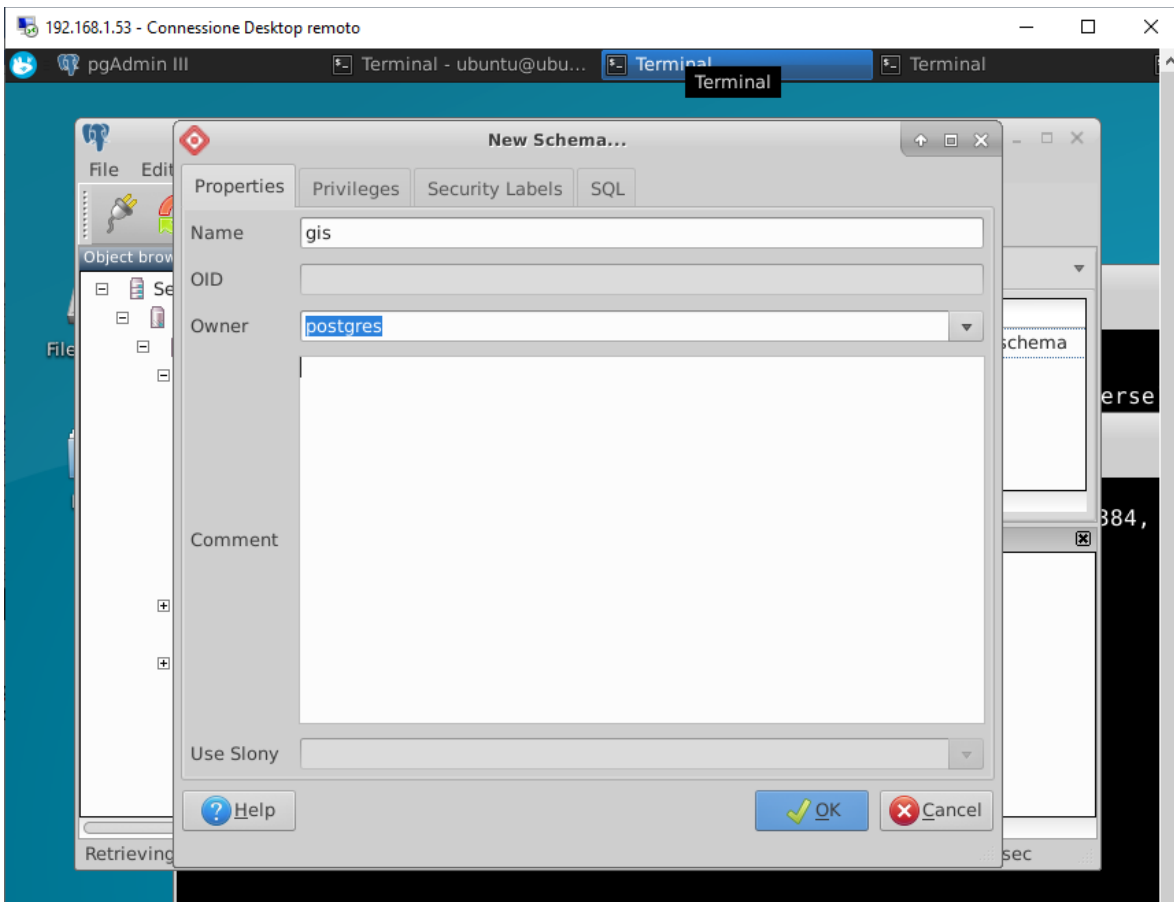 192.168.1.53 - Connessione Desktop remoto
pgAdmin III
Terminal - ubuntu@ubu...
Terminal
Terminal
Terminal
New Schema...
File Edit
Properties Privileges Security Labels SQL
Name gis
Object brow
OID
Se
Owner postgres
schema
File
erse
384,
Comment
Use Slony
Help OK Cancel
Retrieving
sec